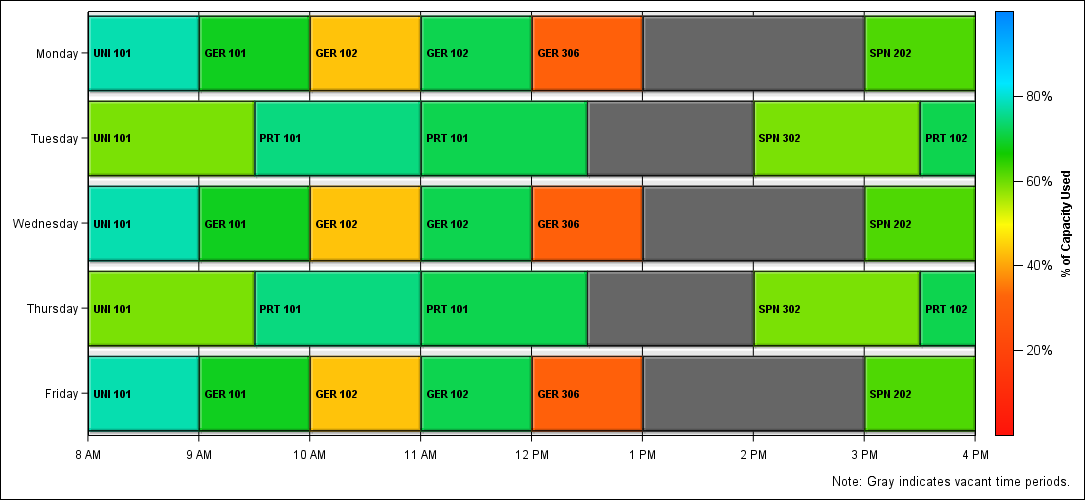 Monday
UNI 101
GER 101
GER 102
GER 102
GER 306
SPN 202
Tuesday
UNI 101
PRT 101
PRT 101
SPN 302
PRT 102
Wednesday
UNI 101
GER 101
GER 102
GER 102
GER 306
SPN 202
Thursday
UNI 101
PRT 101
PRT 101
SPN 302
PRT 102
Friday
UNI 101
GER 101
GER 102
GER 102
GER 306
SPN 202
8 AM
9 AM
10 AM
11 AM
12 PM
1 PM
2 PM
3 PM
4 PM
80%
60%
40%
20%
% of Capacity Used
Note: Gray indicates vacant time periods.